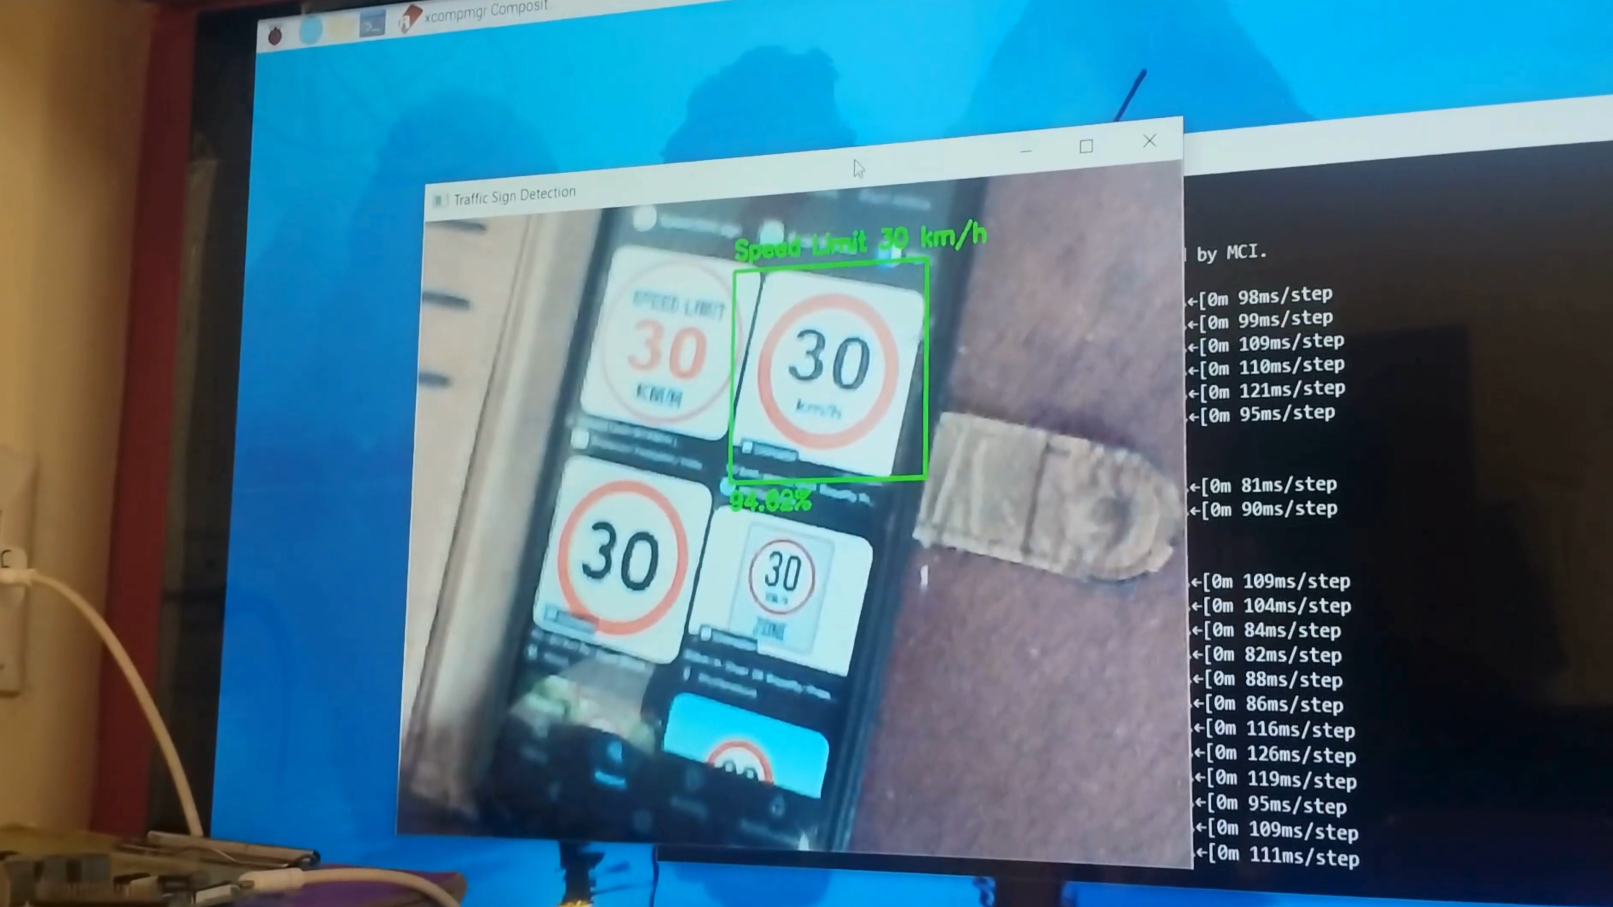 xcompmgr Composit
Traffic Sign Detection
Speed Limit 30 km/h
SPEED LIMIT
30
KM/H
30
km/h
94.62%
30
30
ZONE
by MCI.
←[0m 98ms/step
←[0m 99ms/step
←[0m 109ms/step
←[0m 110ms/step
←[0m 121ms/step
←[0m 95ms/step
←[0m 81ms/step
←[0m 90ms/step
←[0m 109ms/step
←[0m 104ms/step
←[0m 84ms/step
←[0m 82ms/step
←[0m 88ms/step
←[0m 86ms/step
←[0m 116ms/step
←[0m 126ms/step
←[0m 119ms/step
←[0m 95ms/step
←[0m 109ms/step
←[0m 111ms/step